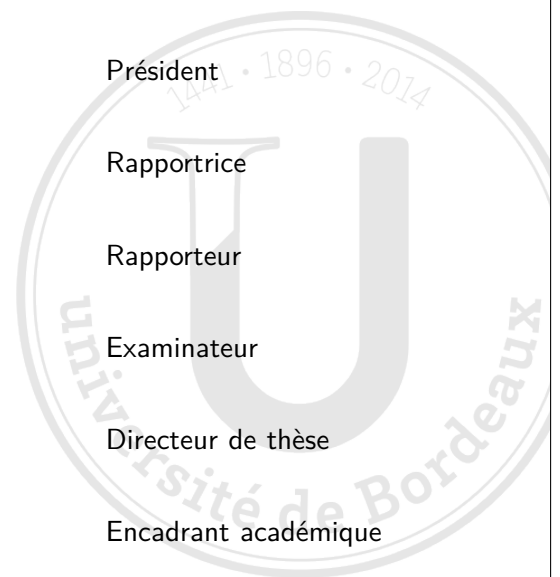 Président
1441 · 1896 · 2014
Rapportrice
Rapporteur
Examinateur
Directeur de thèse
Encadrant académique
université de Bordeaux